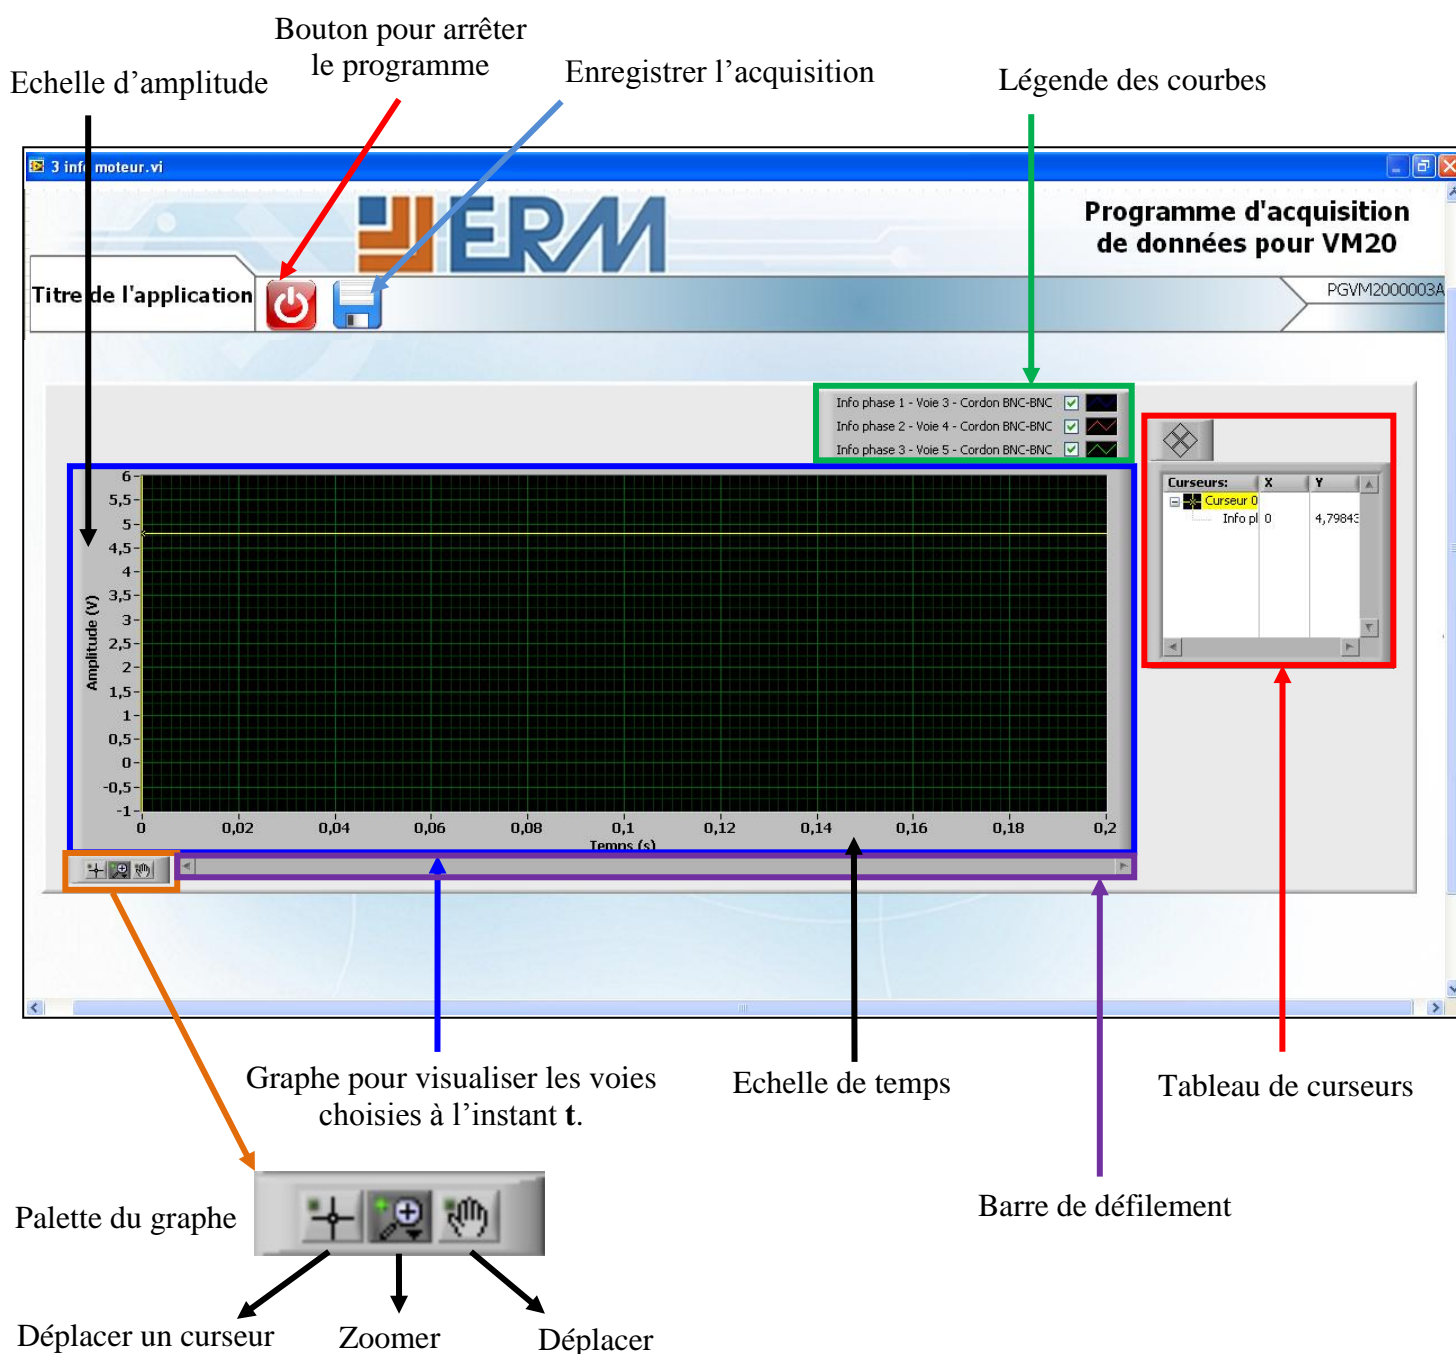 Bouton pour arrêter
le programme
Echelle d’amplitude
Enregistrer l’acquisition
Légende des courbes
3 info moteur.vi
ERM
Programme d'acquisition
de données pour VM20
Titre de l'application
PGVM2000003A
Info phase 1 - Voie 3 - Cordon BNC-BNC
Info phase 2 - Voie 4 - Cordon BNC-BNC
Info phase 3 - Voie 5 - Cordon BNC-BNC
Curseurs: X Y
Curseur 0
Info pl 0 4,79843
Amplitude (V)
6
5,5
5
4,5
4
3,5
3
2,5
2
1,5
1
0,5
0
-0,5
-1
0 0,02 0,04 0,06 0,08 0,1 0,12 0,14 0,16 0,18 0,2
Temps (s)
Graphe pour visualiser les voies
choisies à l’instant t.
Echelle de temps
Tableau de curseurs
Barre de défilement
Palette du graphe
Déplacer un curseur
Zoomer
Déplacer